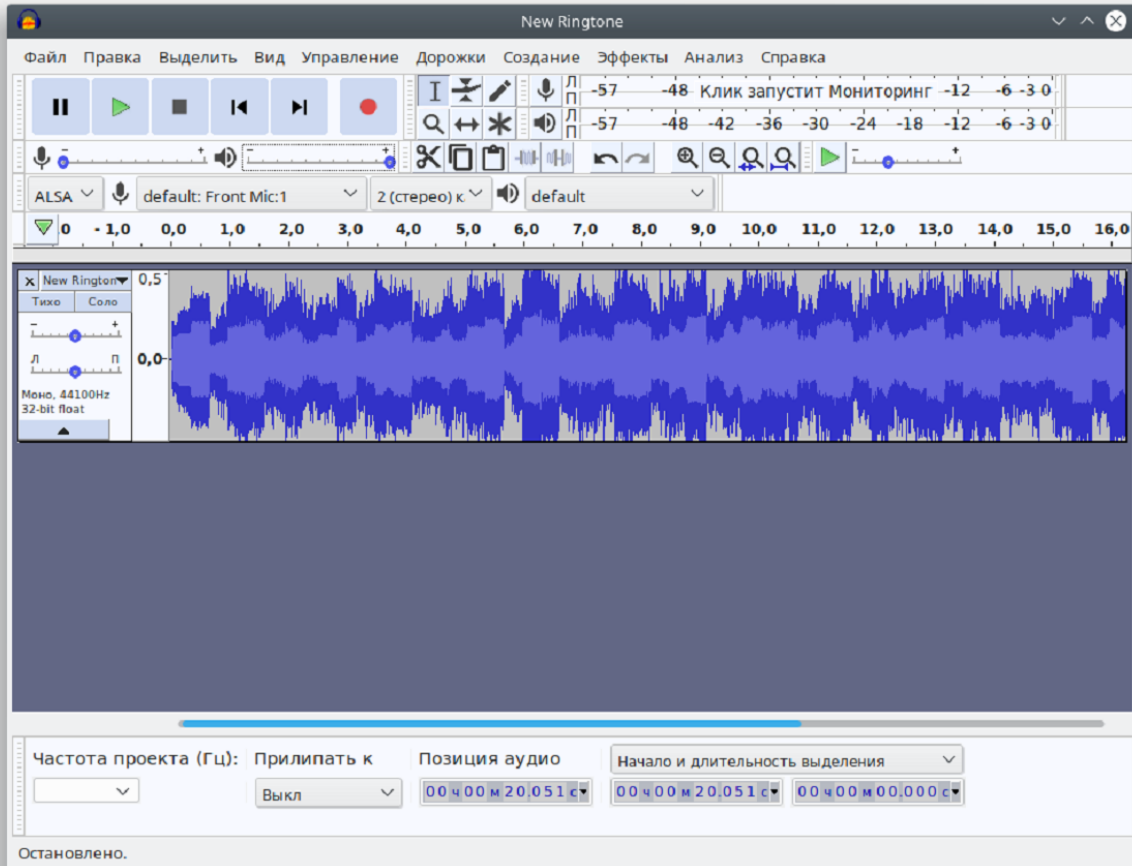 New Ringtone
Файл Правка Выделить Вид Управление Дорожки Создание Эффекты Анализ Справка
Л П -57 -48 Клик запустит Мониторинг -12 -6 -3 0
Л П -57 -48 -42 -36 -30 -24 -18 -12 -6 -3 0
- + - + - +
ALSA default: Front Mic:1 2 (стерео) к. default
0 - 1,0 0,0 1,0 2,0 3,0 4,0 5,0 6,0 7,0 8,0 9,0 10,0 11,0 12,0 13,0 14,0 15,0 16,0
x New Rington 0,5
Тихо Соло
- +
Л П 0,0
Моно, 44100Hz
32-bit float
Частота проекта (Гц): Прилипать к Позиция аудио Начало и длительность выделения
Выкл 00 ч 00 м 20.051 с 00 ч 00 м 20.051 с 00 ч 00 м 00.000 с
Остановлено.